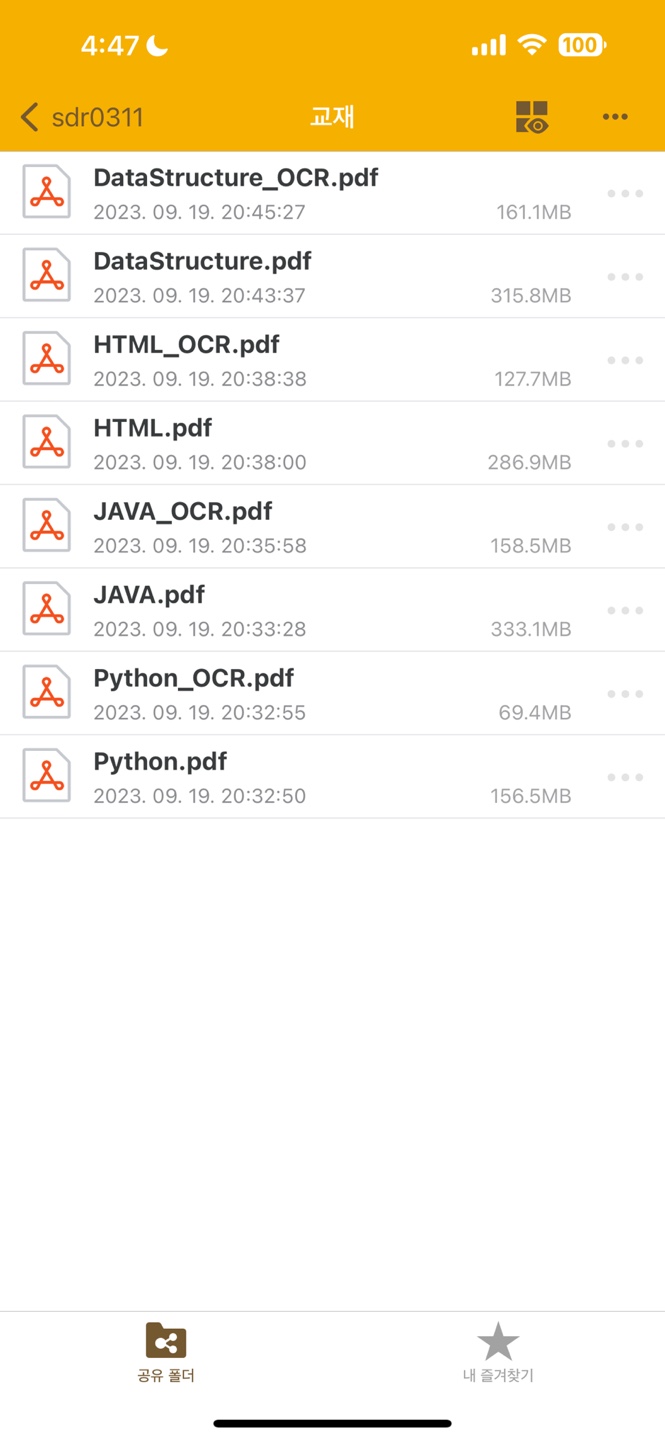 4:47
100
sdr0311
교재
DataStructure_OCR.pdf
2023. 09. 19. 20:45:27 161.1MB
DataStructure.pdf
2023. 09. 19. 20:43:37 315.8MB
HTML_OCR.pdf
2023. 09. 19. 20:38:38 127.7MB
HTML.pdf
2023. 09. 19. 20:38:00 286.9MB
JAVA_OCR.pdf
2023. 09. 19. 20:35:58 158.5MB
JAVA.pdf
2023. 09. 19. 20:33:28 333.1MB
Python_OCR.pdf
2023. 09. 19. 20:32:55 69.4MB
Python.pdf
2023. 09. 19. 20:32:50 156.5MB
공유 폴더
내 즐겨찾기